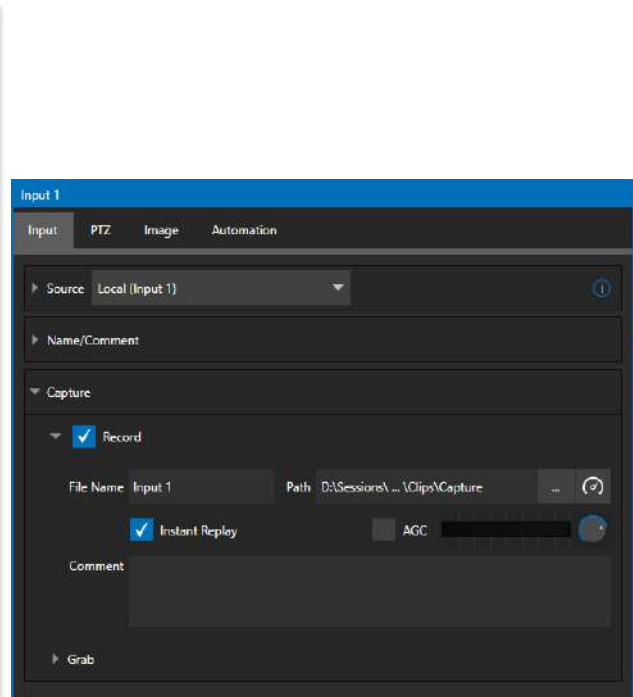 Input 1
Input PTZ Image Automation
Source Local (Input 1)
Name/Comment
Capture
Record
File Name Input 1 Path D:\Sessions\ ... \Clips\Capture ...
Instant Replay AGC
Comment
Grab